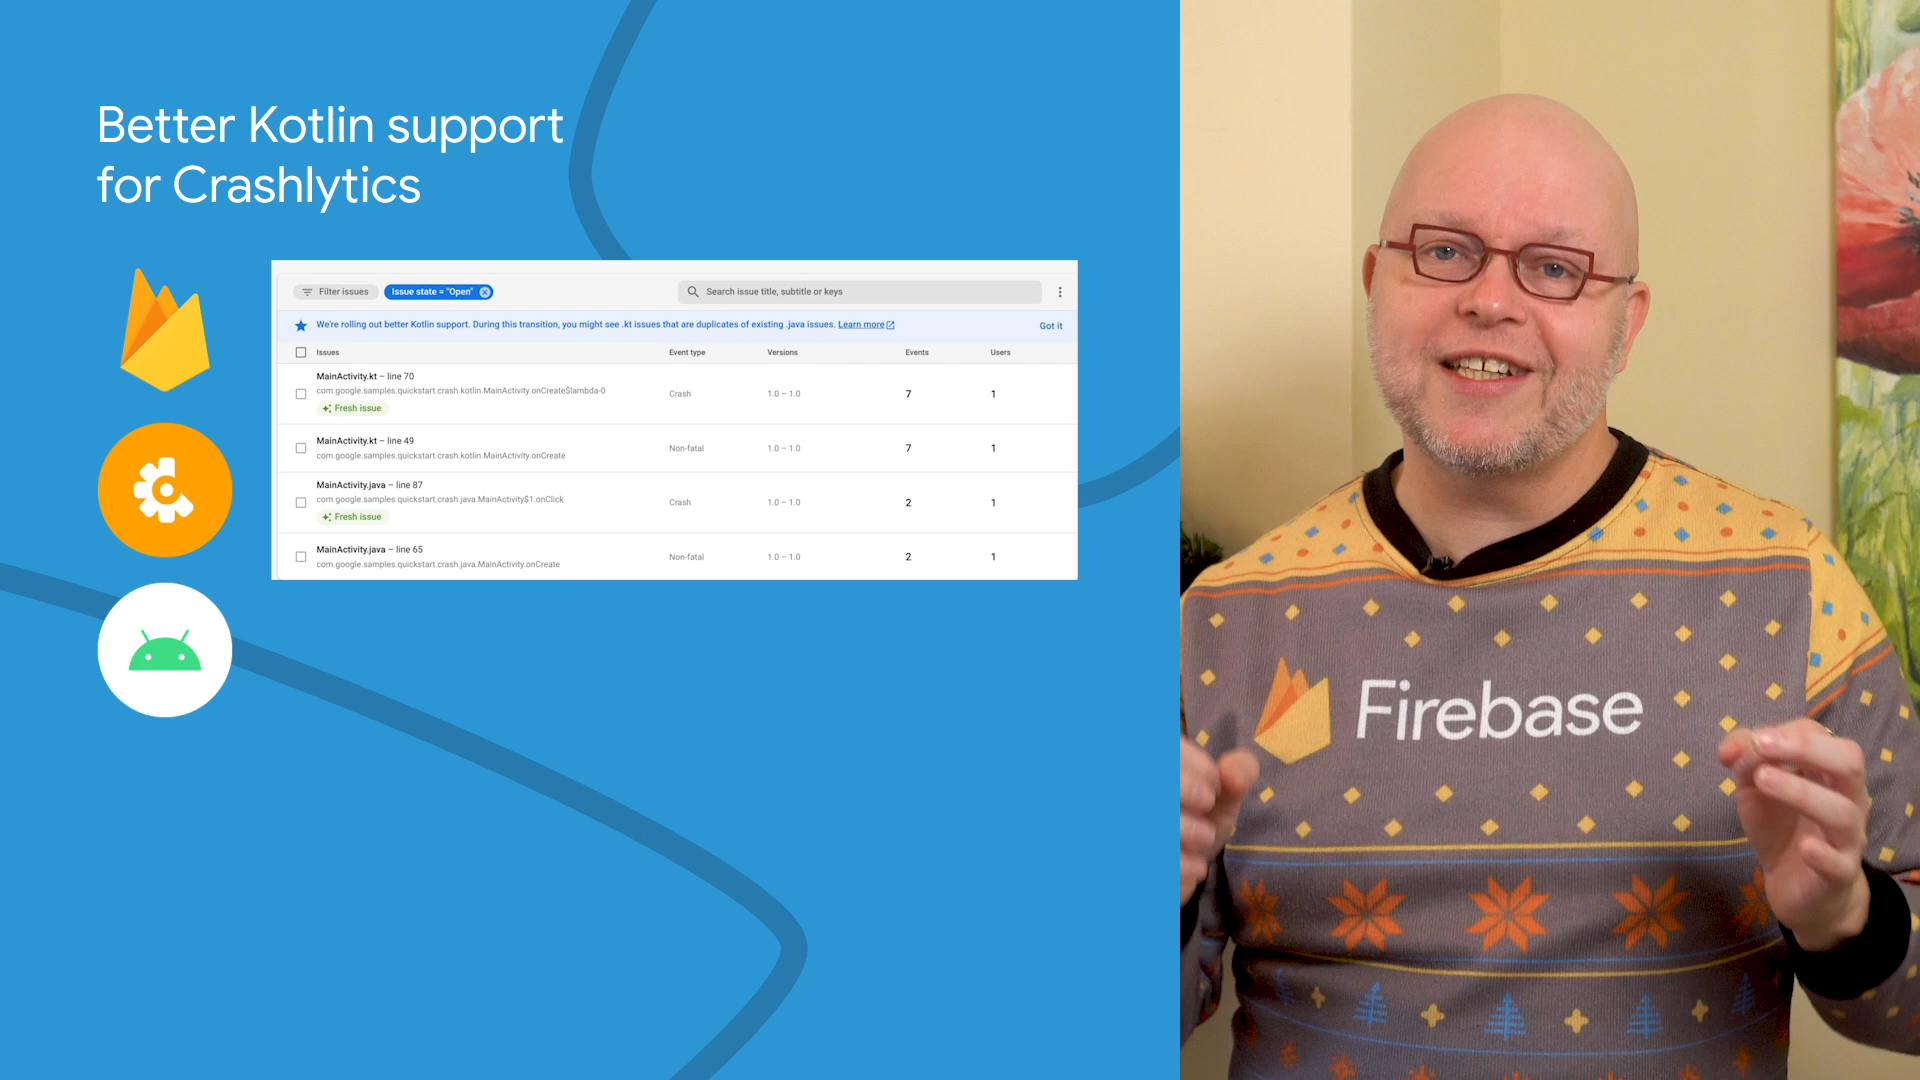 Better Kotlin support
for Crashlytics
Filter issues
Issue state = "Open"
Search issue title, subtitle or keys
We're rolling out better Kotlin support. During this transition, you might see .kt issues that are duplicates of existing .java issues. Learn more
Got it
Issues Event type Versions Events Users
MainActivity.kt – line 70
com.google.samples.quickstart.crash.kotlin.MainActivity.onCreate$lambda-0
Crash 1.0 – 1.0 7 1
Fresh issue
MainActivity.kt – line 49
Non-fatal 1.0 – 1.0 7 1
com.google.samples.quickstart.crash.kotlin.MainActivity.onCreate
MainActivity.java – line 87
com.google.samples.quickstart.crash.java.MainActivity$1.onClick
Crash 1.0 – 1.0 2 1
Fresh issue
MainActivity.java – line 65
Non-fatal 1.0 – 1.0 2 1
com.google.samples.quickstart.crash.java.MainActivity.onCreate
Firebase